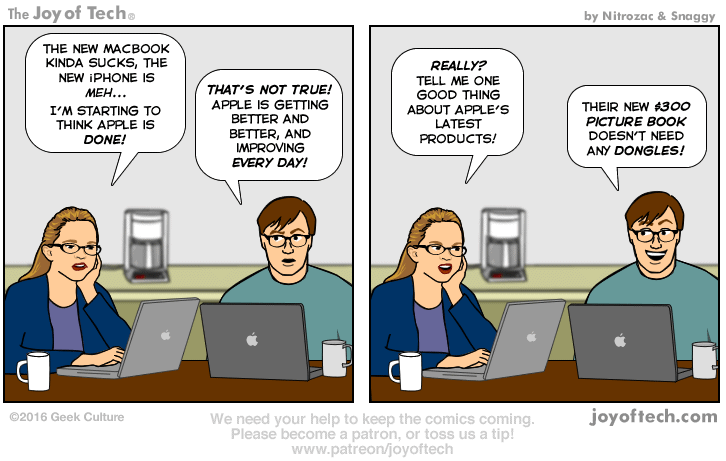 The Joy of Tech®
by Nitrozac & Snaggy
THE NEW MACBOOK
KINDA SUCKS, THE
NEW iPHONE IS
MEH...
I'M STARTING TO
THINK APPLE IS
DONE!
THAT'S NOT TRUE!
APPLE IS GETTING
BETTER AND
BETTER, AND
IMPROVING
EVERY DAY!
REALLY?
TELL ME ONE
GOOD THING
ABOUT APPLE'S
LATEST
PRODUCTS!
THEIR NEW $300
PICTURE BOOK
DOESN'T NEED
ANY DONGLES!
©2016 Geek Culture
We need your help to keep the comics coming.
Please become a patron, or toss us a tip!
www.patreon/joyoftech
joyoftech.com